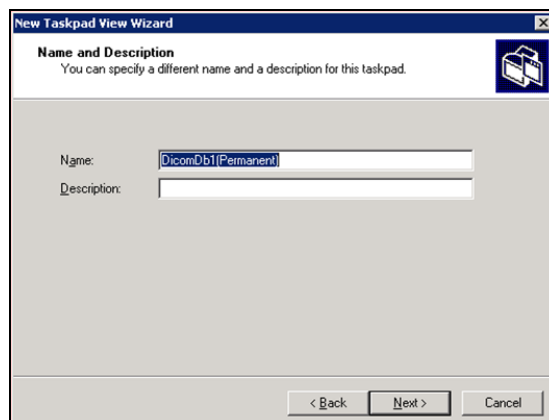 New Taskpad View Wizard
Name and Description
You can specify a different name and a description for this taskpad.
Name: DicomDb1(Permanent)
Description:
< Back Next > Cancel